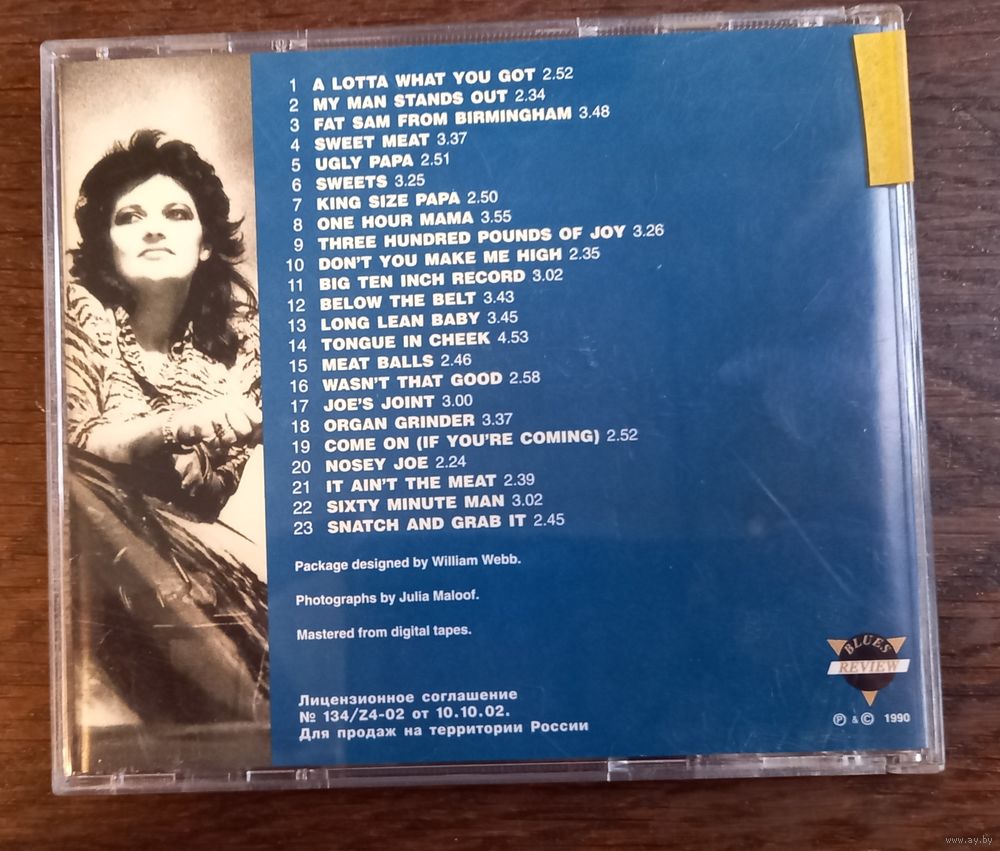 1 A LOTTA WHAT YOU GOT 2.52
2 MY MAN STANDS OUT 2.34
3 FAT SAM FROM BIRMINGHAM 3.48
4 SWEET MEAT 3.37
5 UGLY PAPA 2.51
6 SWEETS 3.25
7 KING SIZE PAPA 2.50
8 ONE HOUR MAMA 3.55
9 THREE HUNDRED POUNDS OF JOY 3.26
10 DON'T YOU MAKE ME HIGH 2.35
11 BIG TEN INCH RECORD 3.02
12 BELOW THE BELT 3.43
13 LONG LEAN BABY 3.45
14 TONGUE IN CHEEK 4.53
15 MEAT BALLS 2.46
16 WASN'T THAT GOOD 2.58
17 JOE'S JOINT 3.00
18 ORGAN GRINDER 3.37
19 COME ON (IF YOU'RE COMING) 2.52
20 NOSEY JOE 2.24
21 IT AIN'T THE MEAT 2.39
22 SIXTY MINUTE MAN 3.02
23 SNATCH AND GRAB IT 2.45
Package designed by William Webb.
Photographs by Julia Maloof.
Mastered from digital tapes.
Лицензионное соглашение
№ 134/Z4-02 от 10.10.02.
Для продаж на территории России
BLUES
REVIEW
℗ & © 1990
www.ay.by